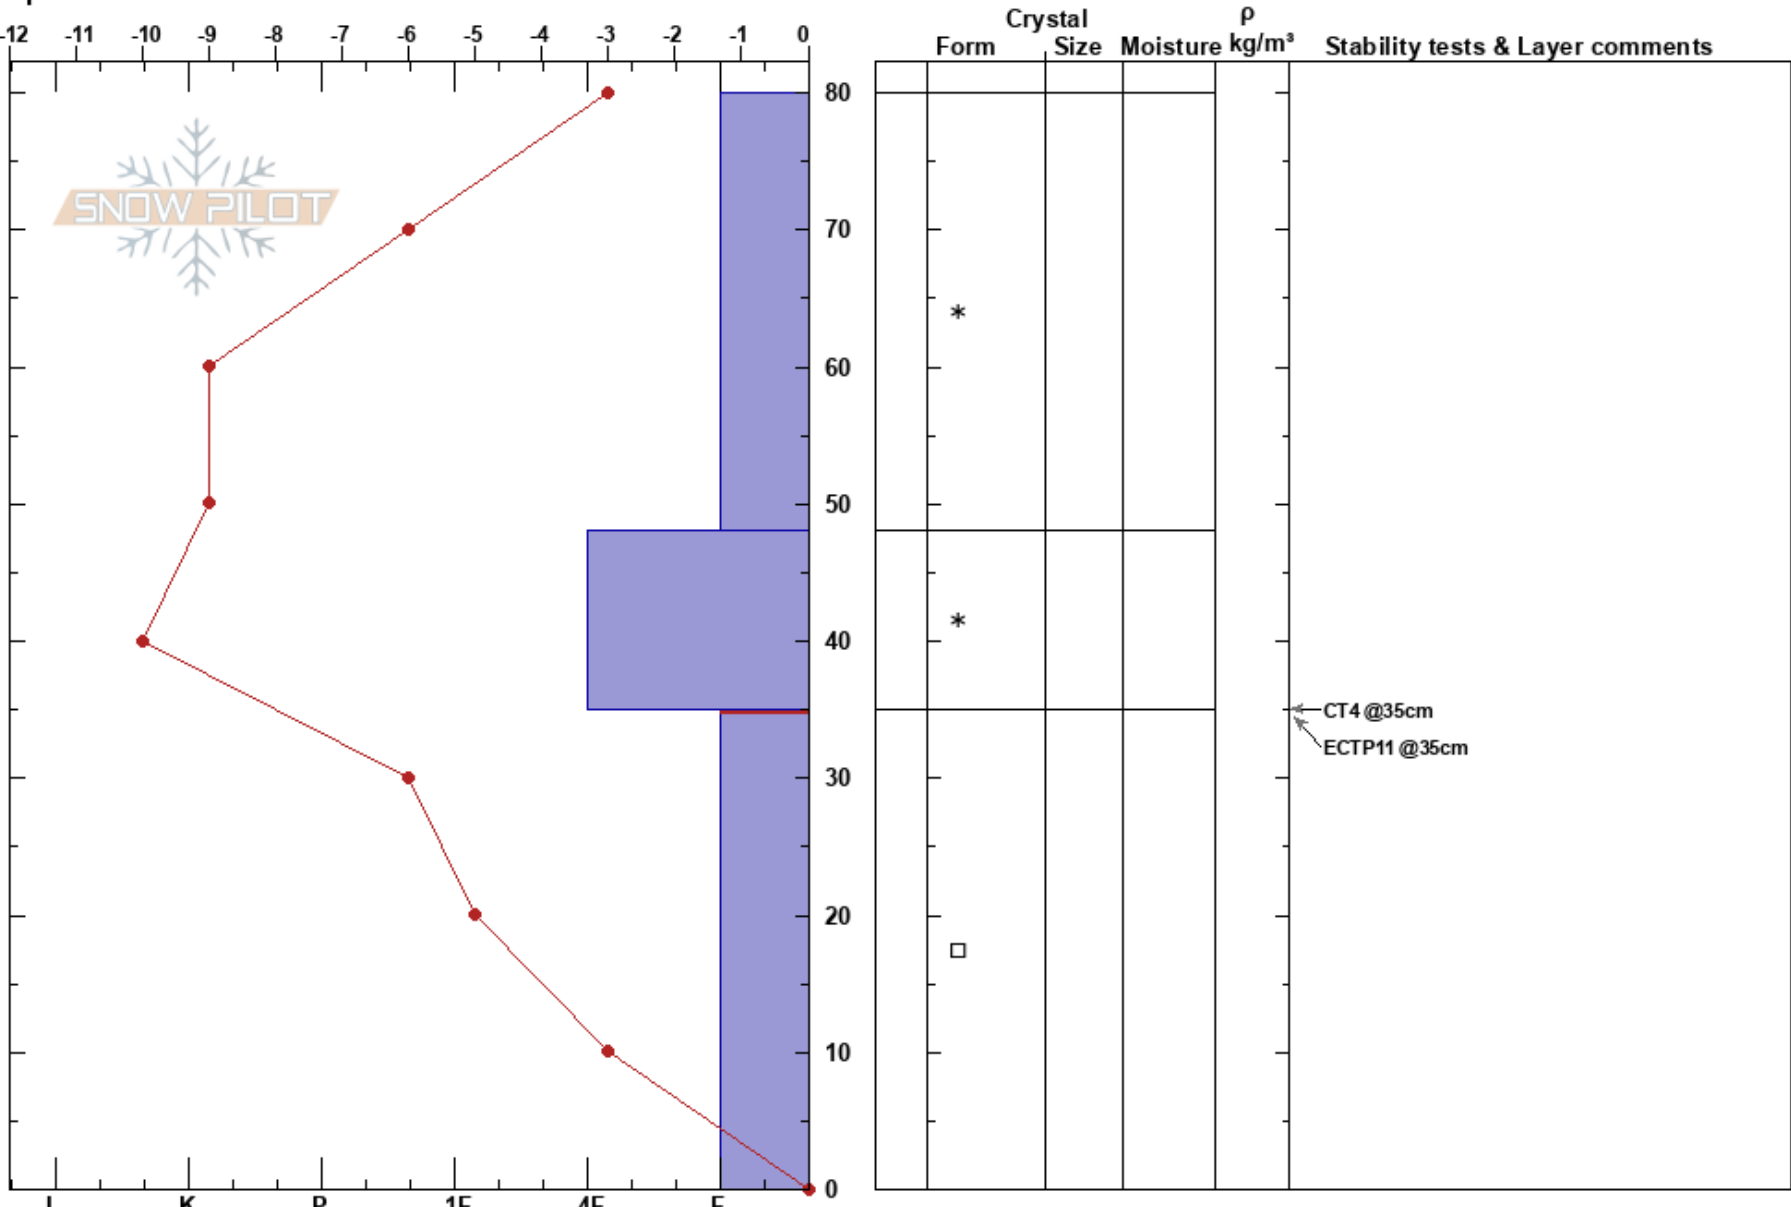 Crystal ρ
-12 -11 -10 -9 -8 -7 -6 -5 -4 -3 -2 -1 0 Form Size Moisture kg/m³ Stability tests & Layer comments
80
SNOW PILOT
70
*
60
50
*
40
CT4 @35cm
ECTP11 @35cm
30
20
10
0
I K P 1F 4F F